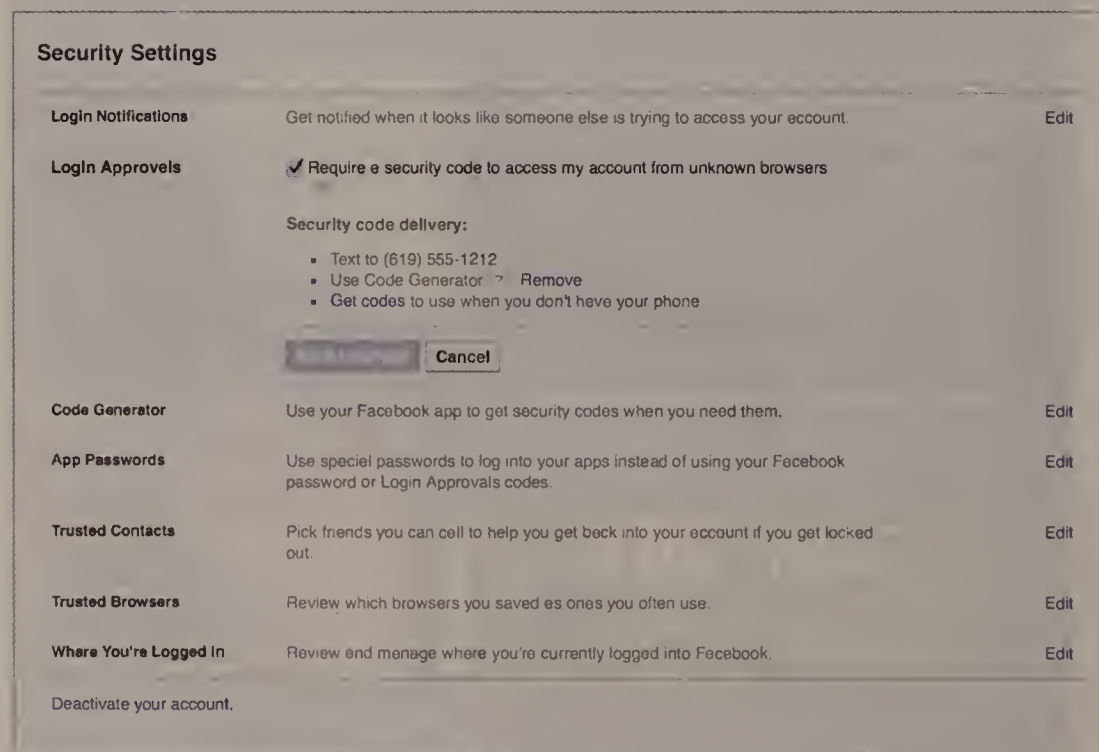 Security Settings
Login Notifications Get notified when it looks like someone else is trying to access your eccount. Edit
Login Approvels ✓ Require e security code to access my account from unknown browsers
Security code delivery:
▪ Text to (619) 555-1212
▪ Use Code Generator ? Remove
▪ Get codes to use when you don't heve your phone
Cancel
Code Generator Use your Facebook app to get security codes when you need them. Edit
App Passwords Use speciel passwords to log into your apps instead of using your Fecebook Edit
password or Login Approvals codes.
Trusted Contacts Pick friends you can cell to help you get beck into your eccount if you get locked Edit
out.
Trusted Browsers Review which browsers you saved es ones you often use. Edit
Where You're Logged In Review end menage where you're currently logged into Fecebook. Edit
Deactivate your account.